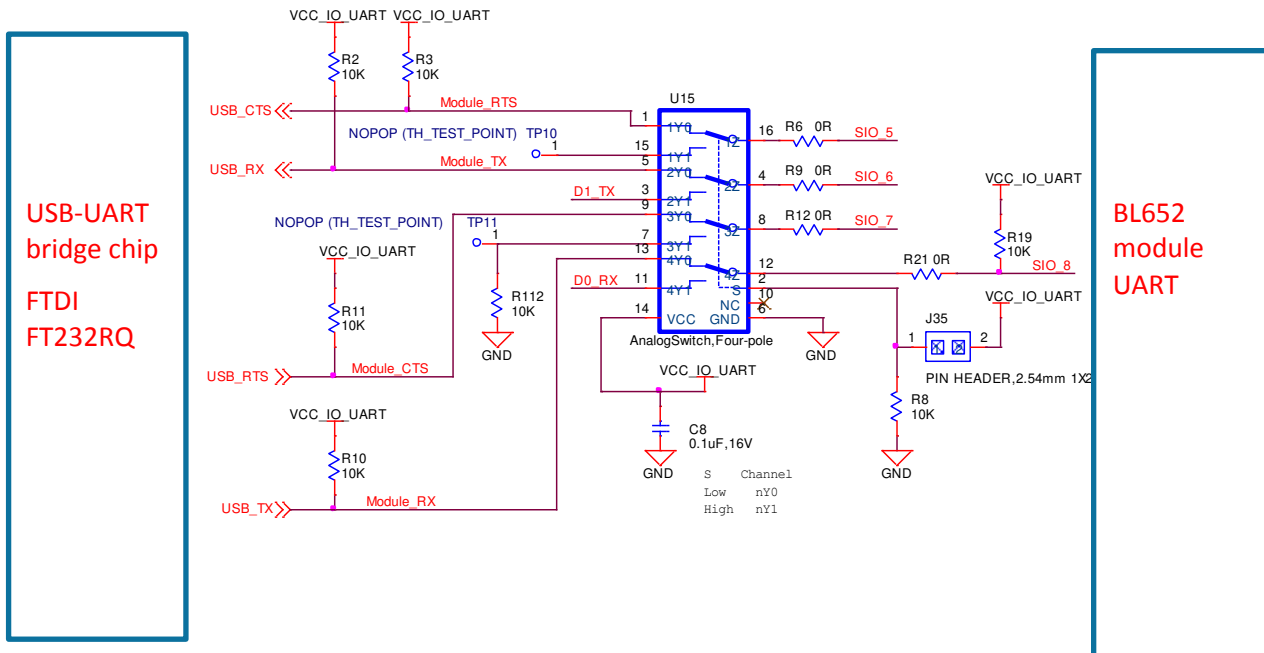 VCC_IO_UART VCC_IO_UART
R2
10K
R3
10K
USB_CTS
Module_RTS
U15
1
1Y0
1Z
16
R6 0R
SIO_5
NOPOP (TH_TEST_POINT) TP10
1
15
1Y1
USB_RX
Module_TX
5
2Y0
2Z
4
R9 0R
SIO_6
D1_TX
3
2Y1
9
3Y0
3Z
8
R12 0R
SIO_7
NOPOP (TH_TEST_POINT)
TP11
1
7
3Y1
13
4Y0
4Z
12
R21 0R
SIO_8
VCC_IO_UART
R19
10K
D0_RX
11
4Y1
S
2
NC
10
14
VCC
GND
6
AnalogSwitch,Four-pole
VCC_IO_UART
R11
10K
R112
10K
GND
GND
VCC_IO_UART
J35
1
2
PIN HEADER,2.54mm 1X2
USB_RTS
Module_CTS
VCC_IO_UART
C8
0.1uF,16V
GND
R8
10K
GND
VCC_IO_UART
R10
10K
USB_TX
Module_RX
S Channel
Low nY0
High nY1
USB-UART
bridge chip
FTDI
FT232RQ
BL652
module
UART